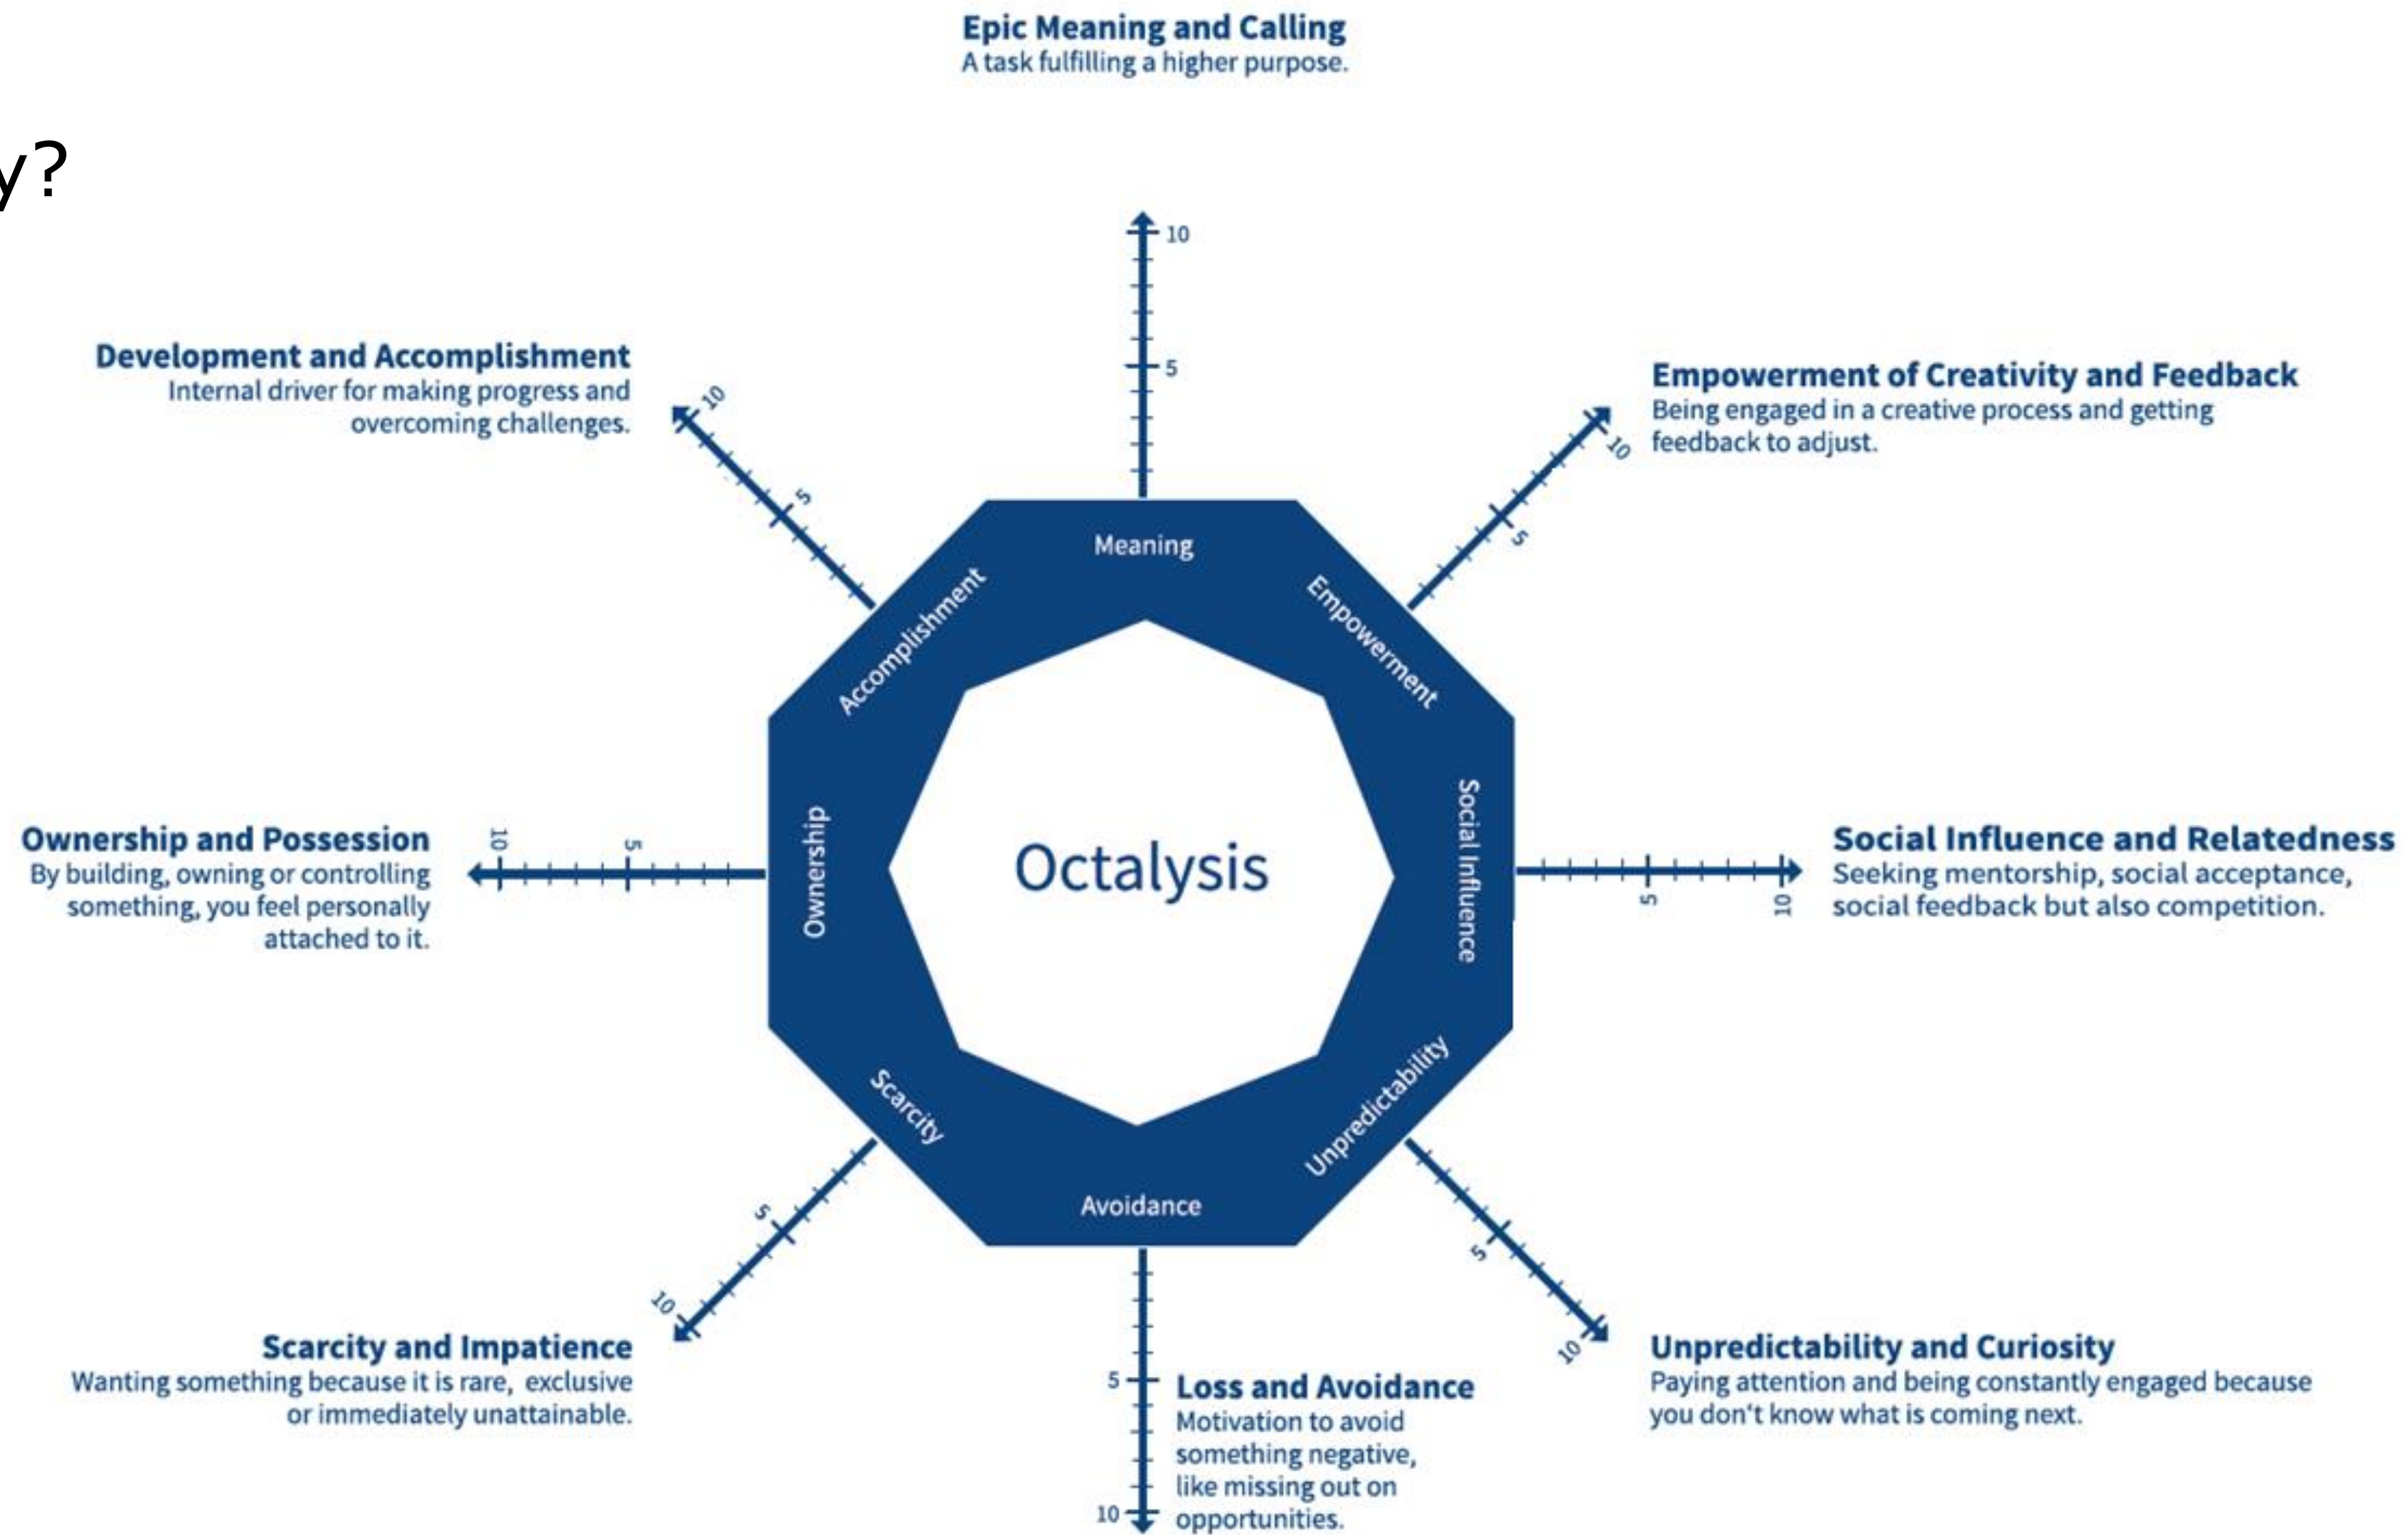 Epic Meaning and Calling
A task fulfilling a higher purpose.
y?
10
5
Development and Accomplishment
Internal driver for making progress and
overcoming challenges.
10
5
Empowerment of Creativity and Feedback
Being engaged in a creative process and getting
feedback to adjust.
10
5
Meaning
Accomplishment
Empowerment
Ownership and Possession
By building, owning or controlling
something, you feel personally
attached to it.
10
5
Ownership
Octalysis
Social Influence
5
10
Social Influence and Relatedness
Seeking mentorship, social acceptance,
social feedback but also competition.
Scarcity
Unpredictability
Avoidance
5
10
Scarcity and Impatience
Wanting something because it is rare, exclusive
or immediately unattainable.
5
10
Loss and Avoidance
Motivation to avoid
something negative,
like missing out on
opportunities.
5
10
Unpredictability and Curiosity
Paying attention and being constantly engaged because
you don't know what is coming next.